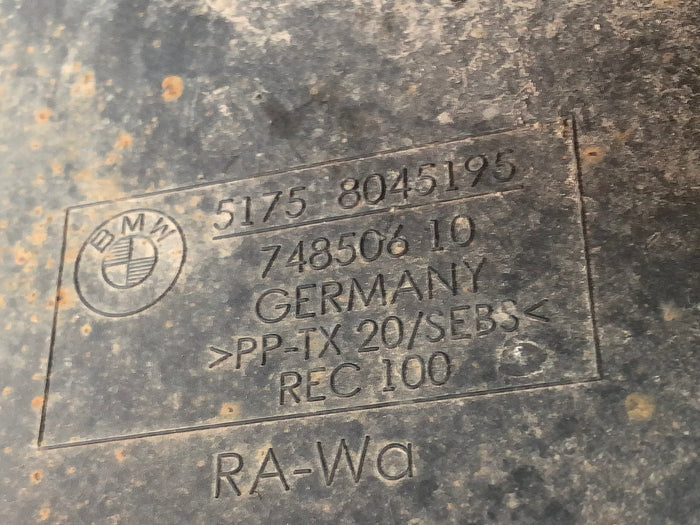 BMW
5175 8045195
748506 10
GERMANY
>PP-TX 20/SEBS<
REC 100
RA-Wa